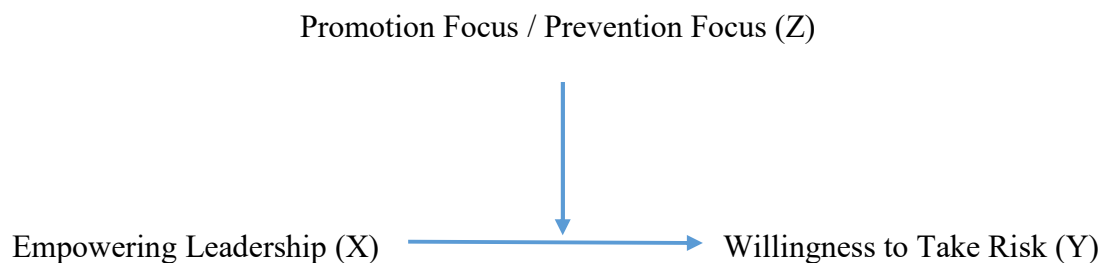 Promotion Focus / Prevention Focus (Z)
Empowering Leadership (X)
Willingness to Take Risk (Y)